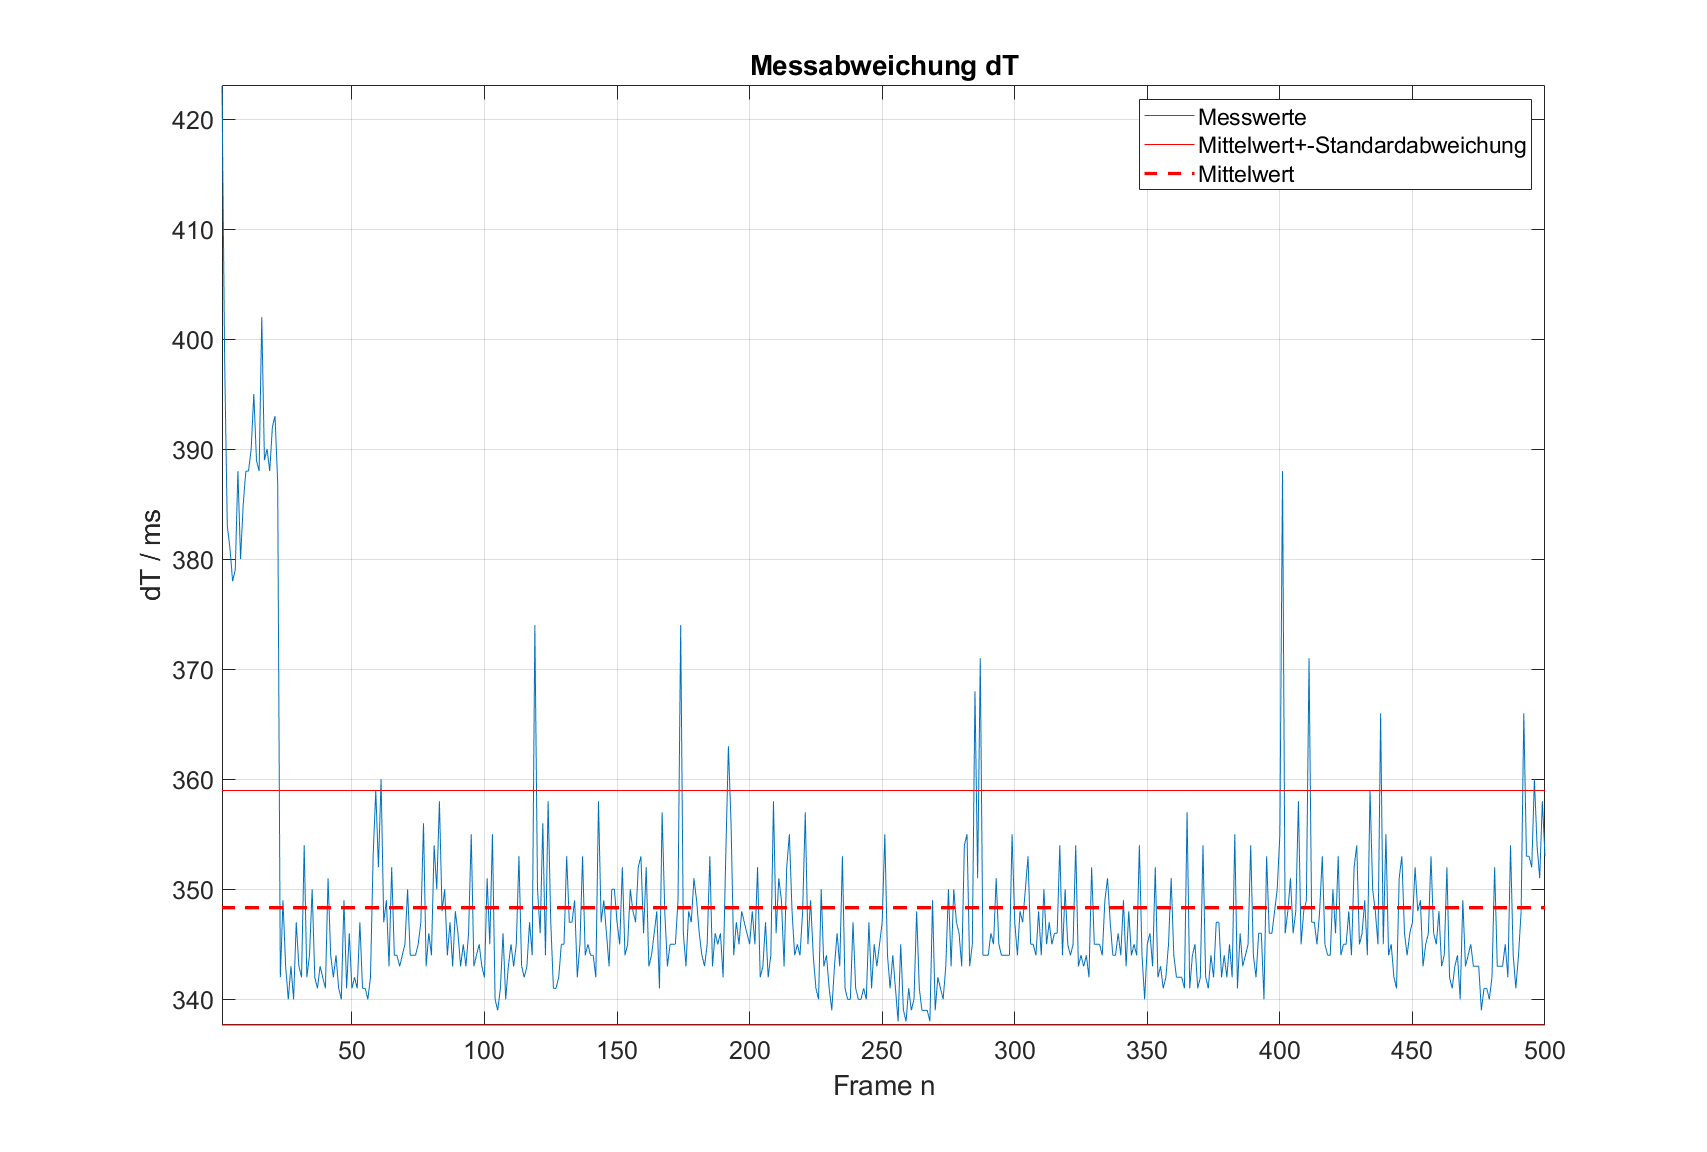 Messabweichung dT
Messwerte
Mittelwert+-Standardabweichung
Mittelwert
420
410
400
390
380
370
360
350
340
dT / ms
50 100 150 200 250 300 350 400 450 500
Frame n